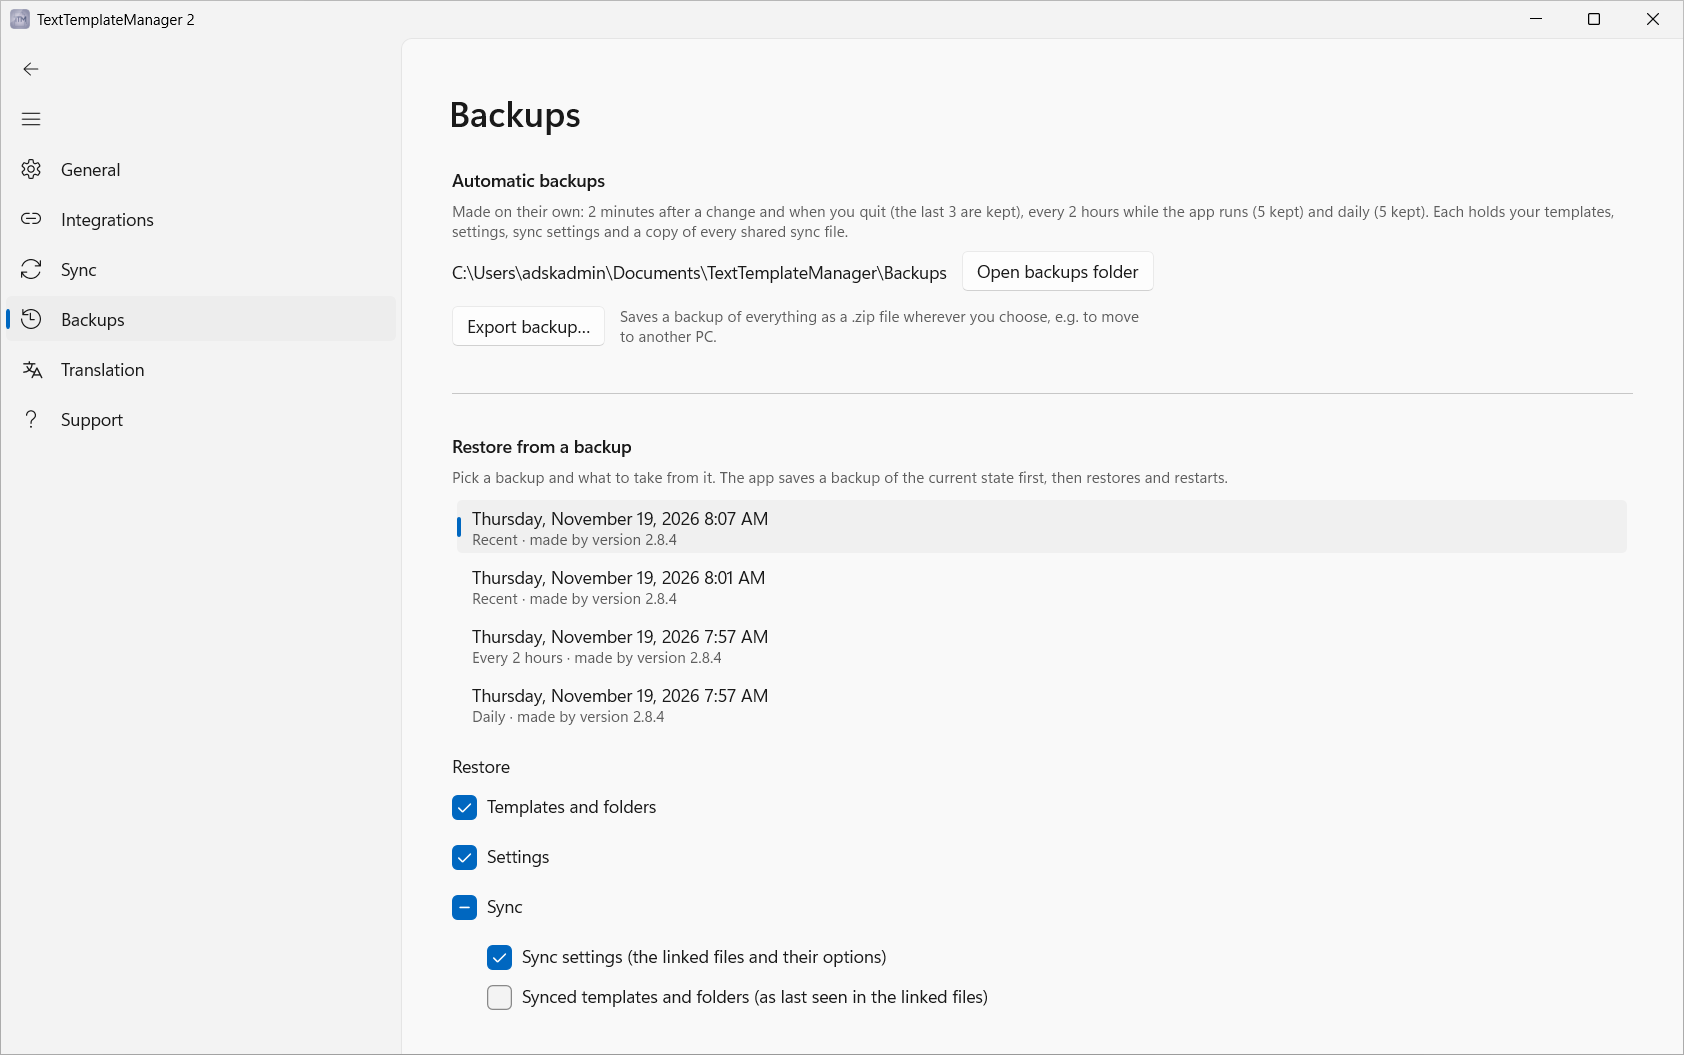 TextTemplateManager 2
General
Integrations
Sync
Backups
Translation
Support
Backups
Automatic backups
Made on their own: 2 minutes after a change and when you quit (the last 3 are kept), every 2 hours while the app runs (5 kept) and daily (5 kept). Each holds your templates,
settings, sync settings and a copy of every shared sync file.
C:\Users\adskadmin\Documents\TextTemplateManager\Backups
Open backups folder
Export backup...
Saves a backup of everything as a .zip file wherever you choose, e.g. to move
to another PC.
Restore from a backup
Pick a backup and what to take from it. The app saves a backup of the current state first, then restores and restarts.
Thursday, November 19, 2026 8:07 AM
Recent · made by version 2.8.4
Thursday, November 19, 2026 8:01 AM
Recent · made by version 2.8.4
Thursday, November 19, 2026 7:57 AM
Every 2 hours · made by version 2.8.4
Thursday, November 19, 2026 7:57 AM
Daily · made by version 2.8.4
Restore
Templates and folders
Settings
Sync
Sync settings (the linked files and their options)
Synced templates and folders (as last seen in the linked files)